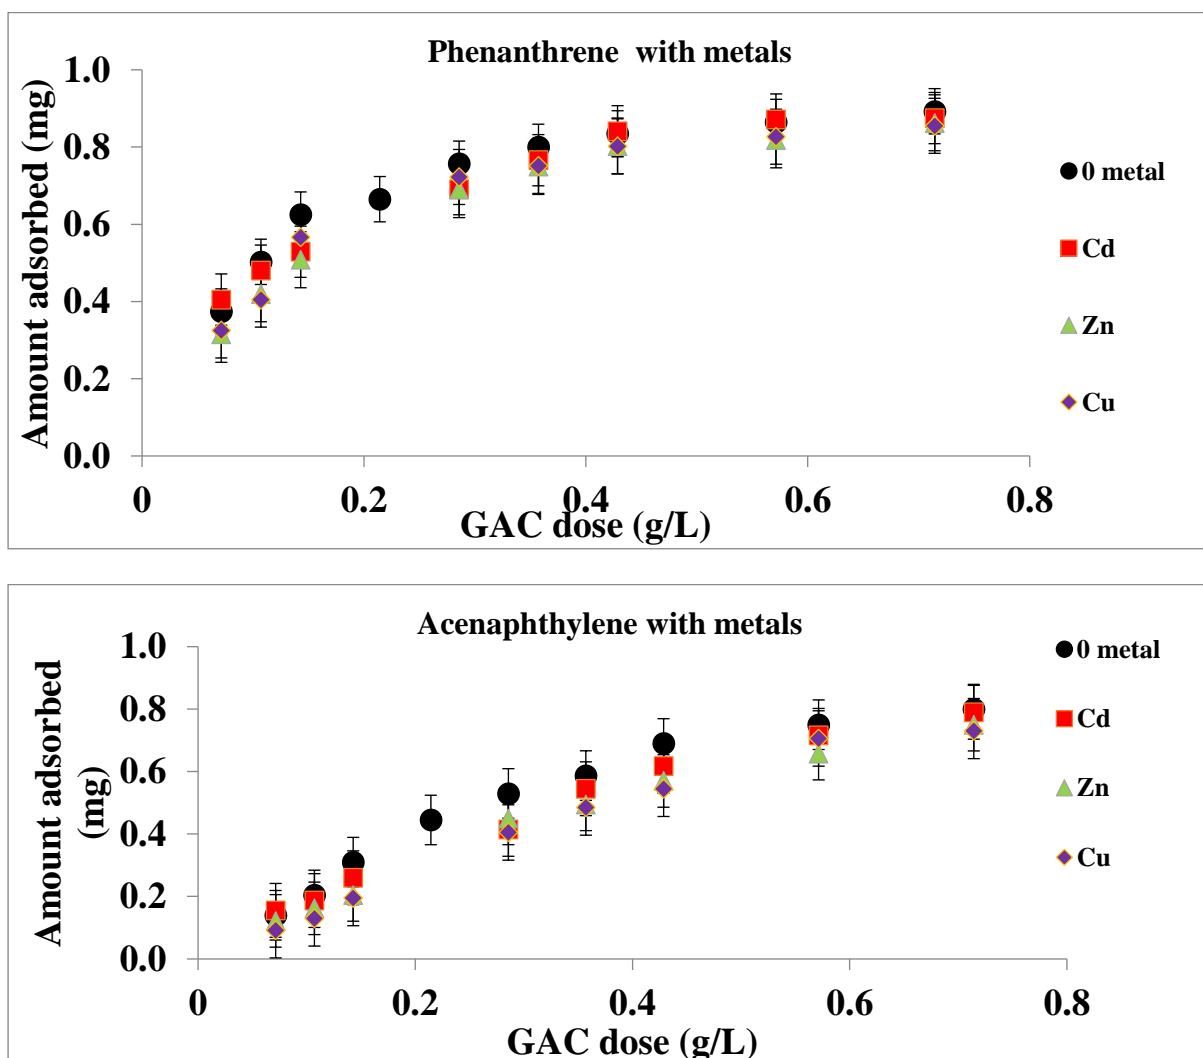 Phenanthrene with metals
Amount adsorbed (mg)
1.0
0.8
0.6
0.4
0.2
0.0
0 0.2 0.4 0.6 0.8
GAC dose (g/L)
0 metal
Cd
Zn
Cu
Acenaphthylene with metals
Amount adsorbed
(mg)
1.0
0.8
0.6
0.4
0.2
0.0
0 0.2 0.4 0.6 0.8
GAC dose (g/L)
0 metal
Cd
Zn
Cu